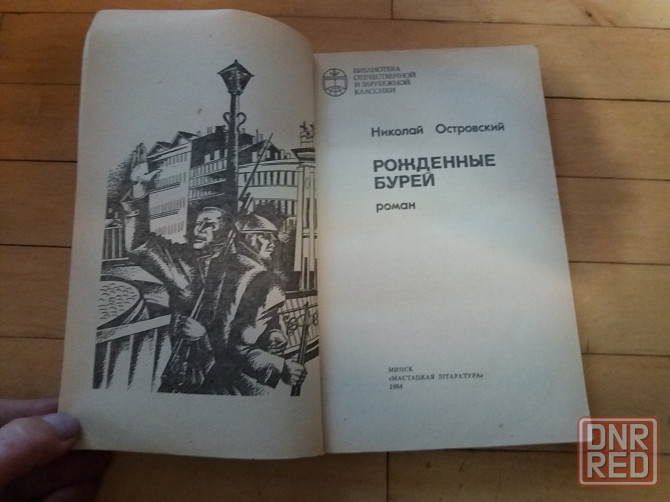 БИБЛИОТЕКА
ОТЕЧЕСТВЕННОЙ
И ЗАРУБЕЖНОЙ
КЛАССИКИ
Николай Островский
РОЖДЕННЫЕ
БУРЕЙ
роман
МИНСК
«МАСТАЦКАЯ ЛІТАРАТУРА»
1984
DNR
RED